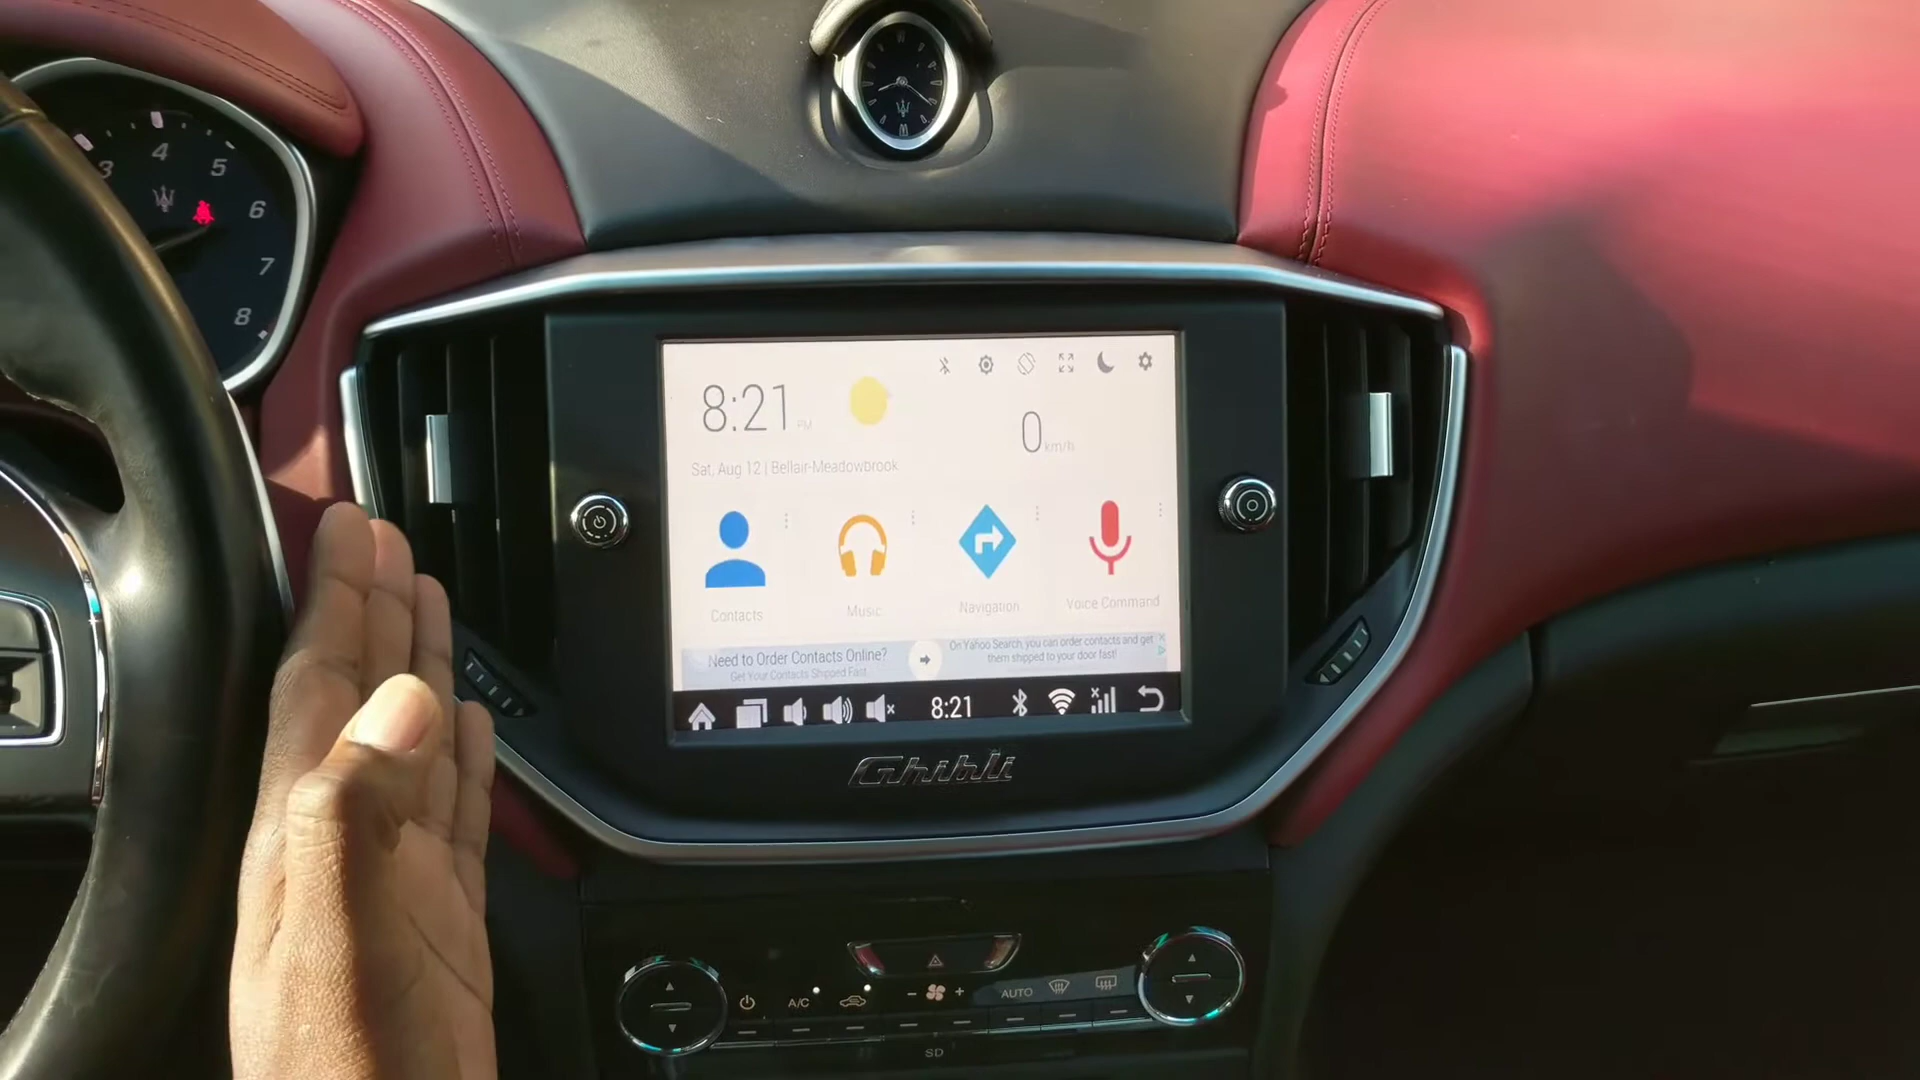 3
4
5
6
7
8
8:21 PM
0 km/h
Sat, Aug 12 | Bellair-Meadowbrook
Contacts
Music
Navigation
Voice Command
Need to Order Contacts Online?
Get Your Contacts Shipped Fast.
On Yahoo Search, you can order contacts and get
them shipped to your door fast!
8:21
Ghibli
A/C
- +
AUTO
SD